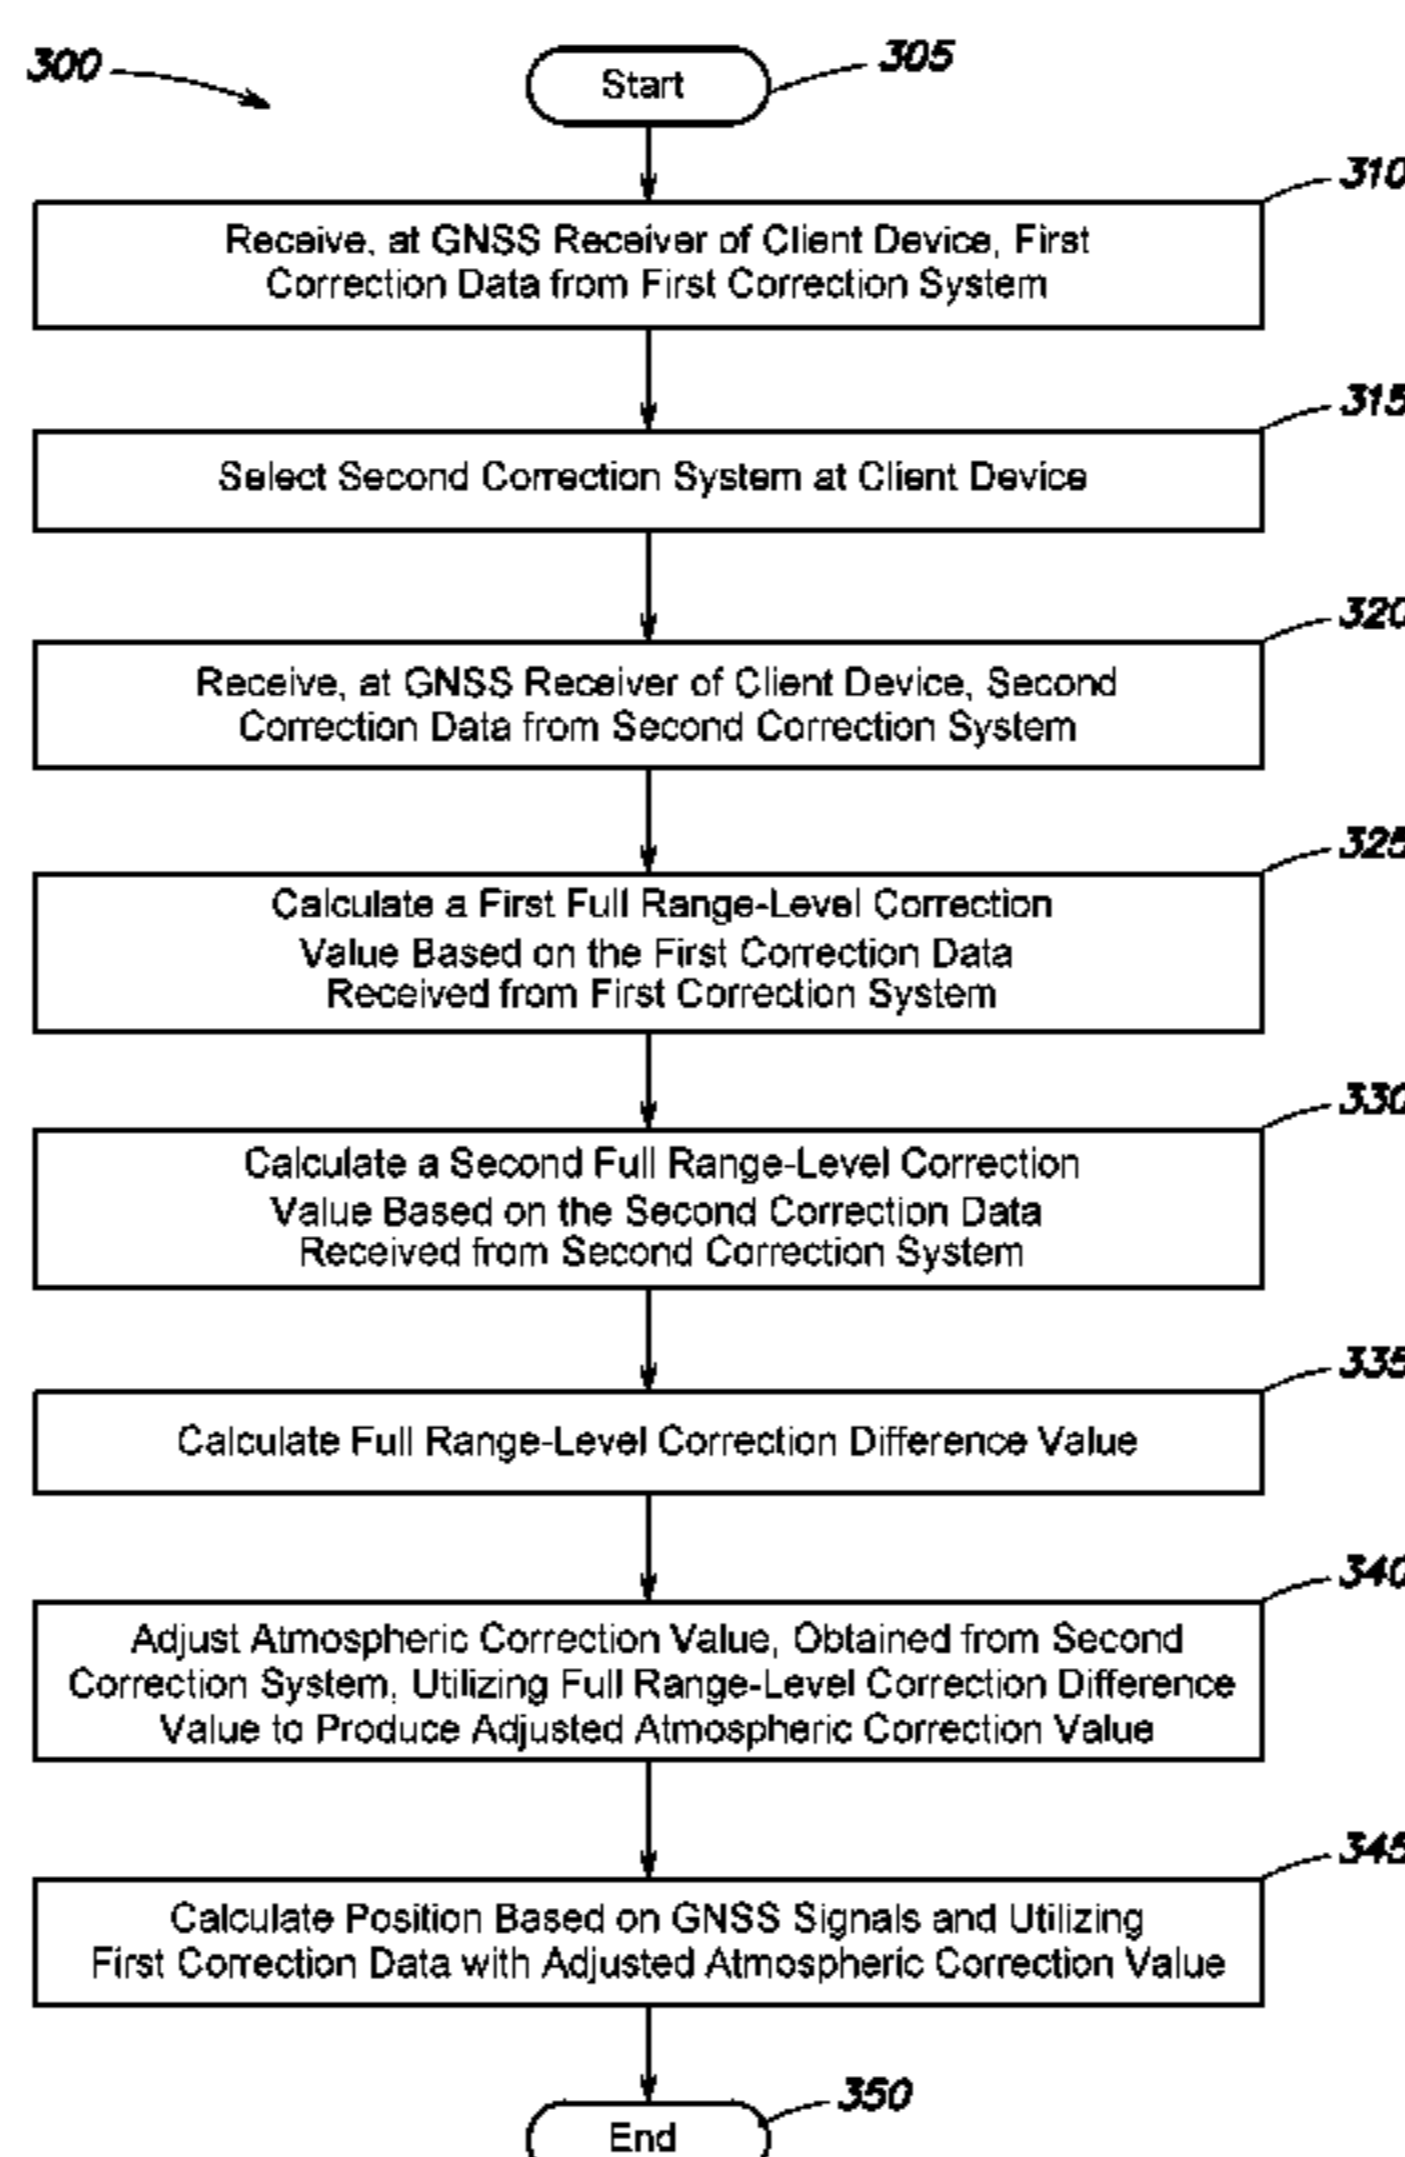 300
Start
305
310
Receive, at GNSS Receiver of Client Device, First
Correction Data from First Correction System
315
Select Second Correction System at Client Device
320
Receive, at GNSS Receiver of Client Device, Second
Correction Data from Second Correction System
325
Calculate a First Full Range-Level Correction
Value Based on the First Correction Data
Received from First Correction System
330
Calculate a Second Full Range-Level Correction
Value Based on the Second Correction Data
Received from Second Correction System
335
Calculate Full Range-Level Correction Difference Value
340
Adjust Atmospheric Correction Value, Obtained from Second
Correction System, Utilizing Full Range-Level Correction Difference
Value to Produce Adjusted Atmospheric Correction Value
345
Calculate Position Based on GNSS Signals and Utilizing
First Correction Data with Adjusted Atmospheric Correction Value
350
End